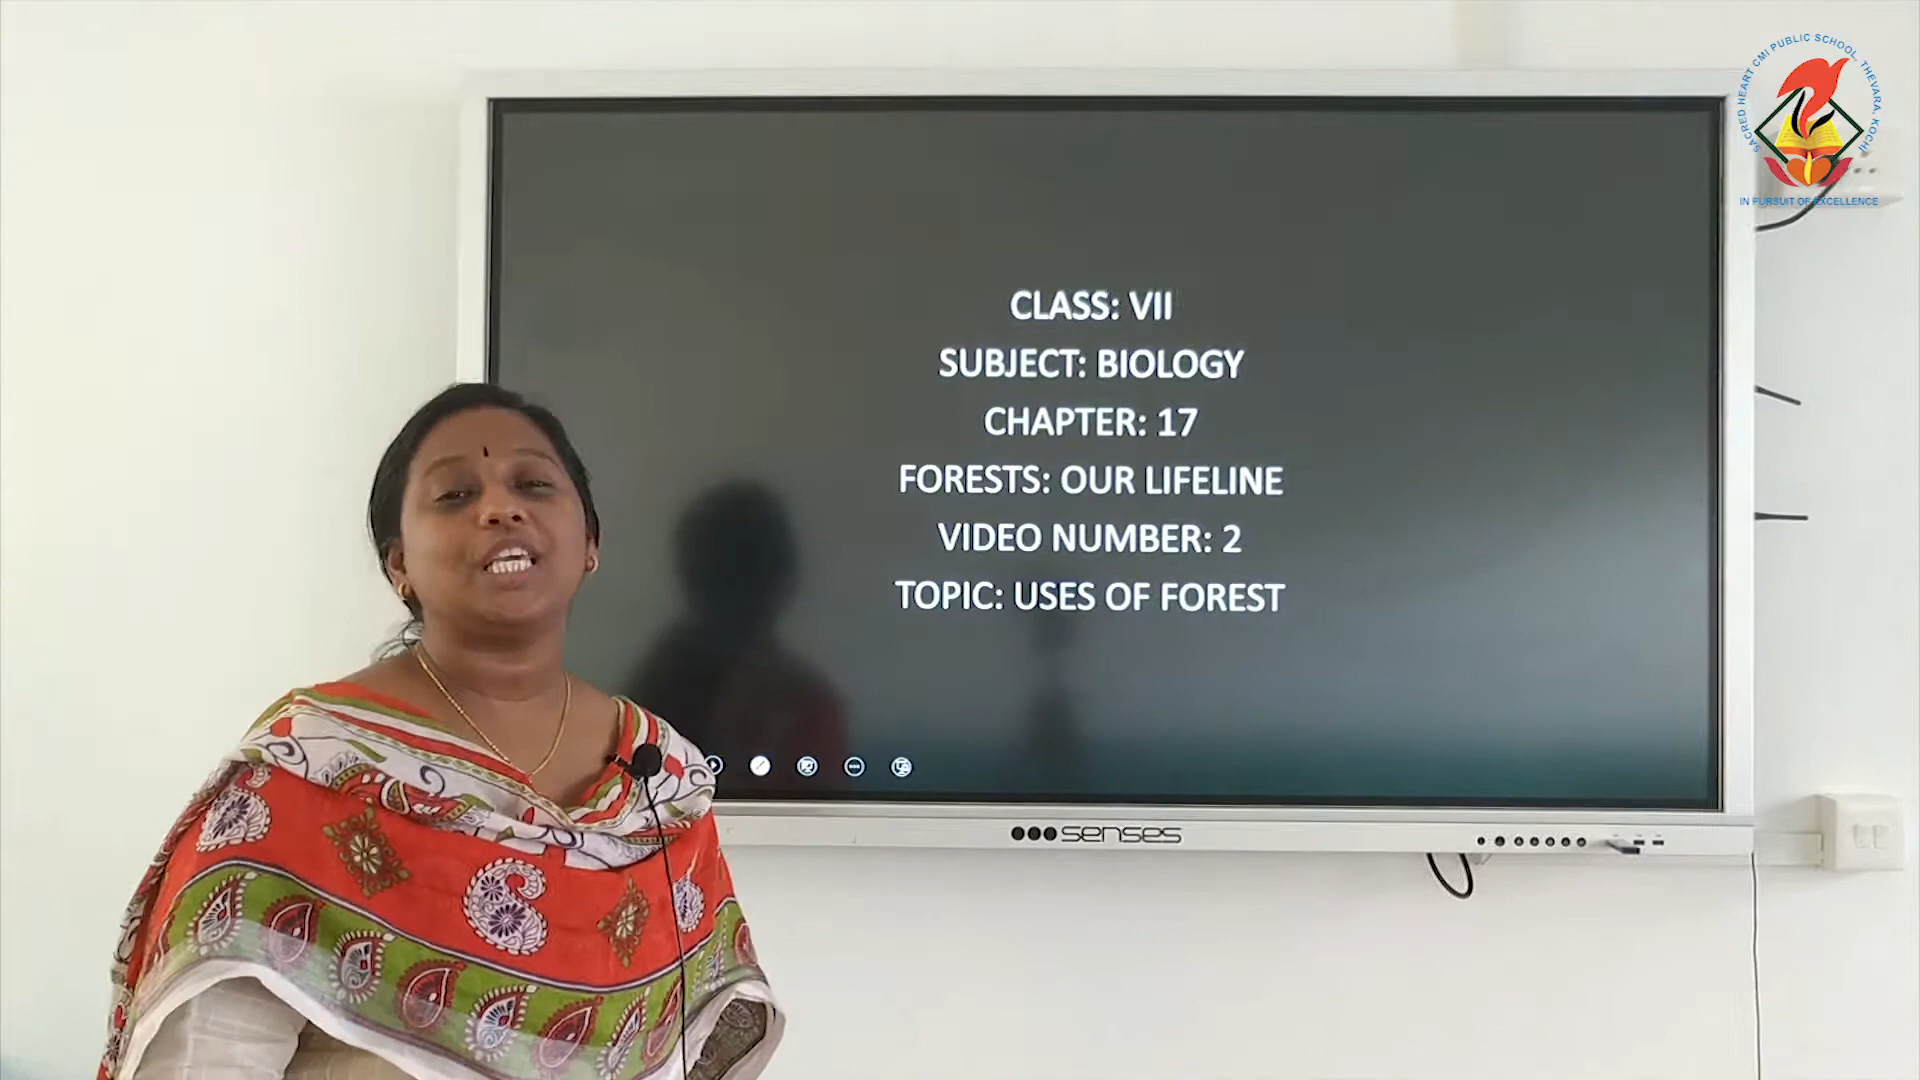 SACRED HEART CMI PUBLIC SCHOOL, THEVARA, KOCHI
IN PURSUIT OF EXCELLENCE
CLASS: VII
SUBJECT: BIOLOGY
CHAPTER: 17
FORESTS: OUR LIFELINE
VIDEO NUMBER: 2
TOPIC: USES OF FOREST
senses